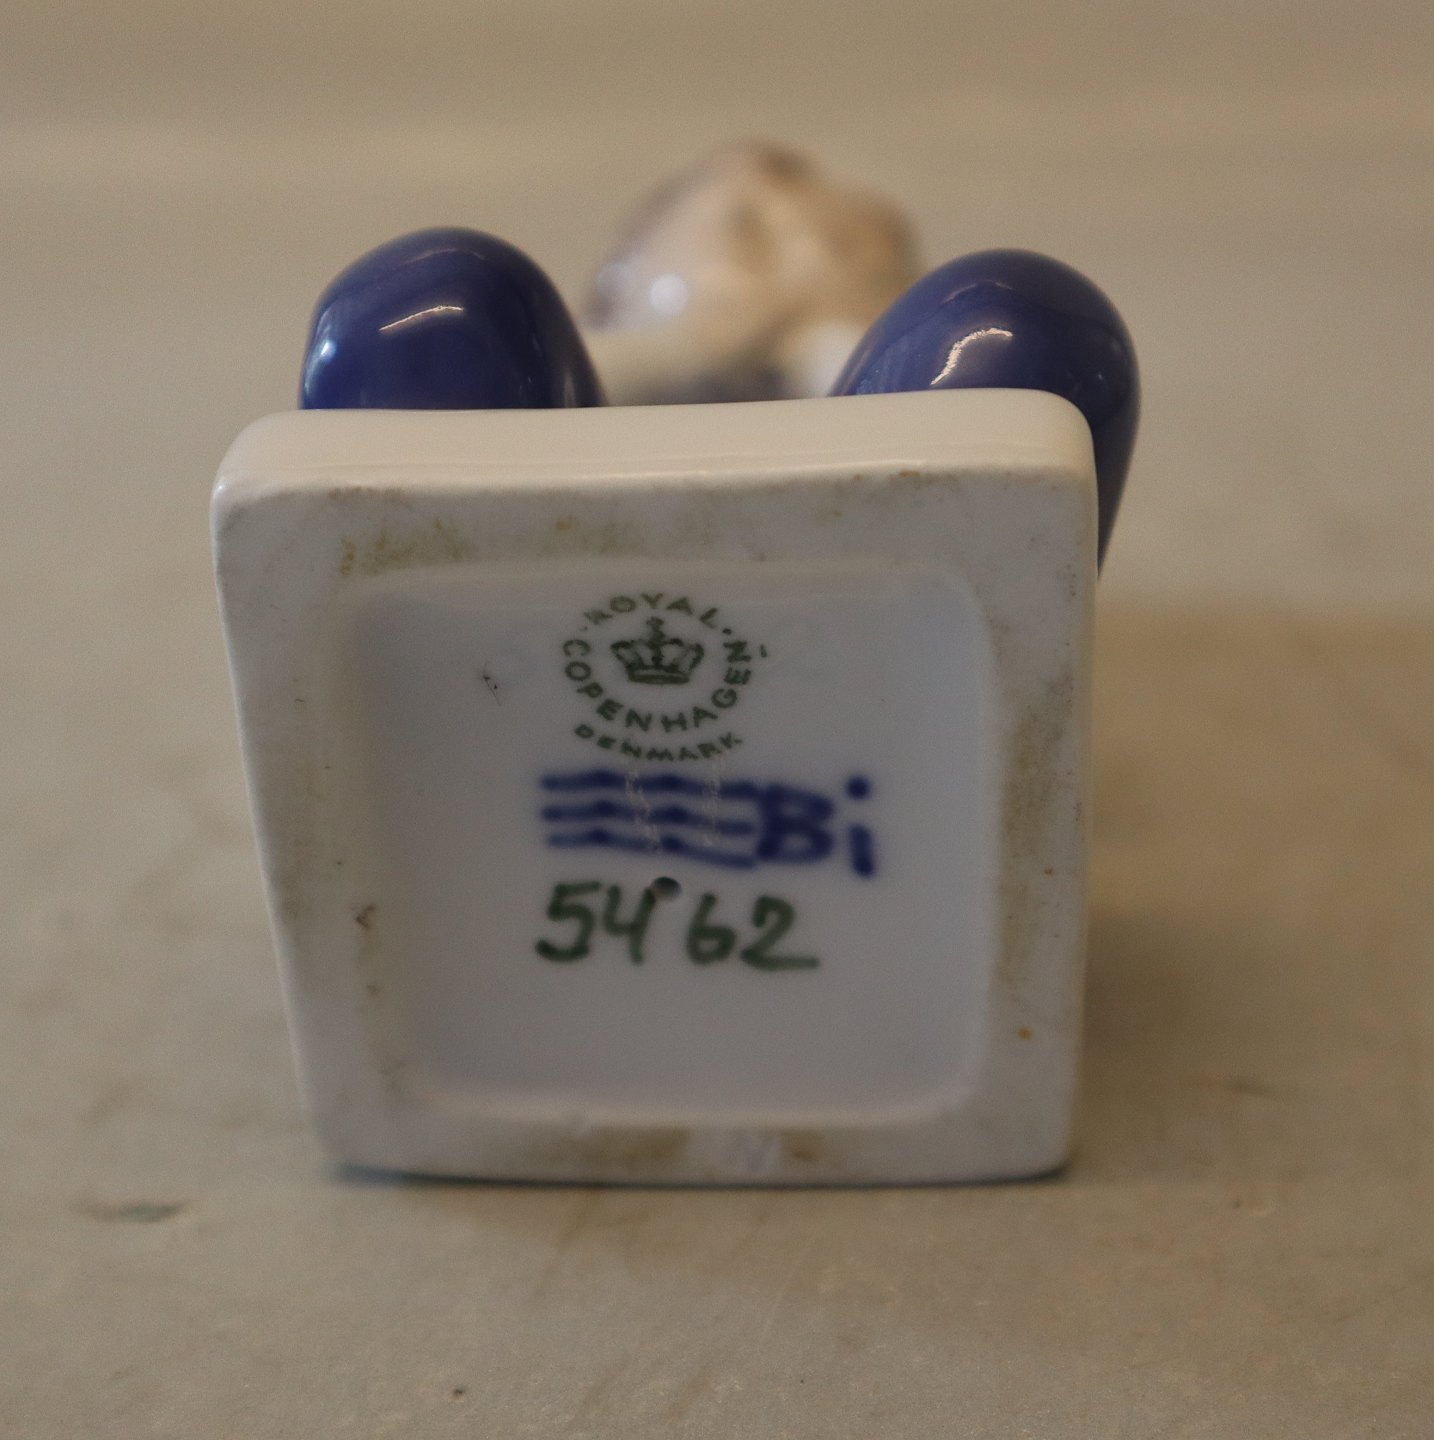 ROYAL
COPENHAGEN
DENMARK
Bi
5462